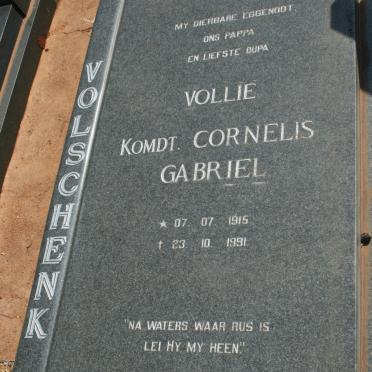 VOLSCHENK
MY DIERBARE EGGENOOT,
ONS PAPPA
EN LIEFSTE OUPA
VOLLIE
KOMDT. CORNELIS
GABRIEL
★ 07. 07. 1915
† 23. 10. 1991.
"NA WATERS WAAR RUS IS
LEI HY MY HEEN."